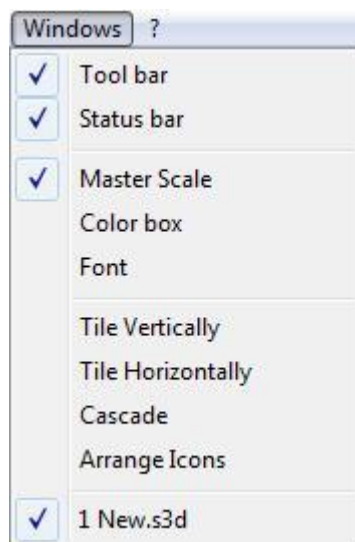 Windows ?
Tool bar
Status bar
Master Scale
Color box
Font
Tile Vertically
Tile Horizontally
Cascade
Arrange Icons
1 New.s3d